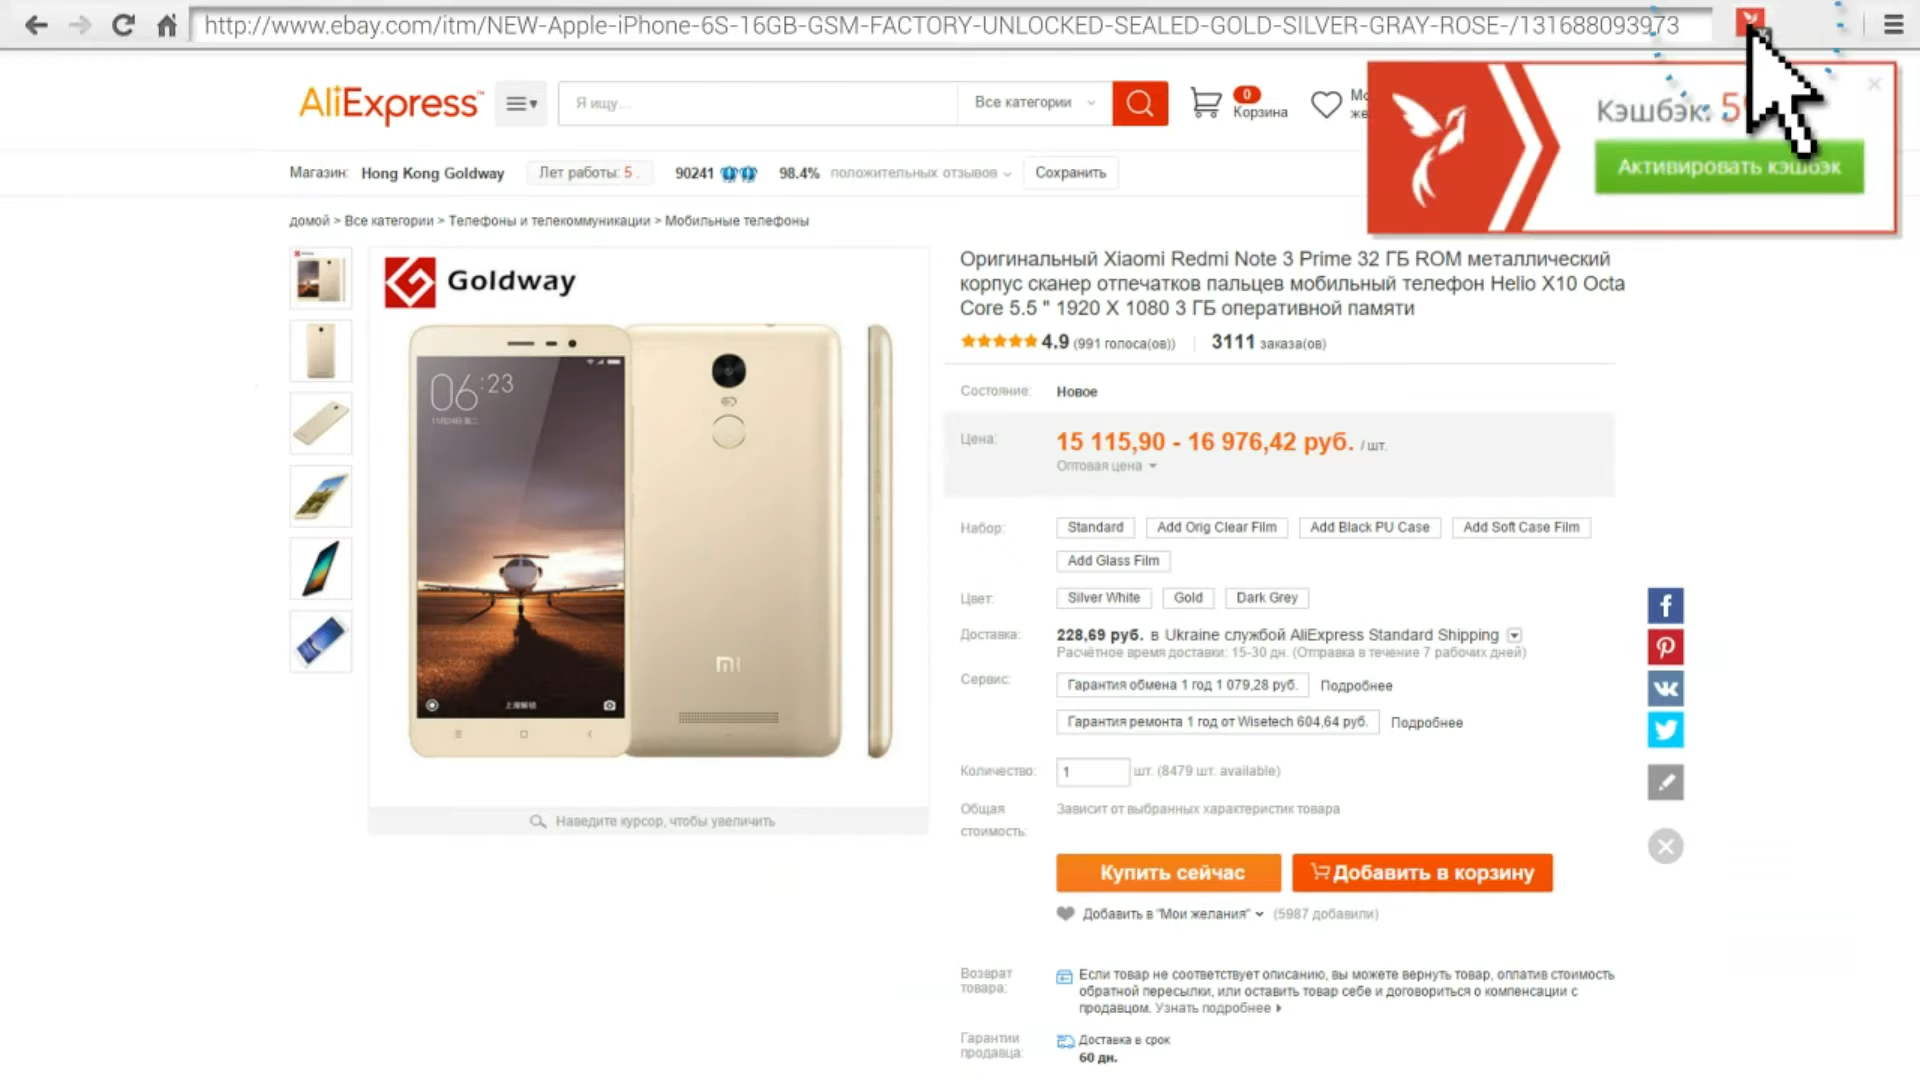 http://www.ebay.com/itm/NEW-Apple-iPhone-6S-16GB-GSM-FACTORY-UNLOCKED-SEALED-GOLD-SILVER-GRAY-ROSE-/131688093973
AliExpress™
Я ищу...
Все категории
0
Корзина
Кэшбэк:
Активировать кэшбэк
Магазин: Hong Kong Goldway
Лет работы: 5 .
90241
98.4% положительных отзывов
Сохранить
домой > Все категории > Телефоны и телекоммуникации > Мобильные телефоны
Goldway
06:23
Наведите курсор, чтобы увеличить
Оригинальный Xiaomi Redmi Note 3 Prime 32 ГБ ROM металлический
корпус сканер отпечатков пальцев мобильный телефон Helio X10 Octa
Core 5.5 " 1920 X 1080 3 ГБ оперативной памяти
4.9 (991 голоса(ов)) 3111 заказа(ов)
Состояние: Новое
Цена: 15 115,90 - 16 976,42 руб. / шт.
Оптовая цена
Набор: Standard Add Orig Clear Film Add Black PU Case Add Soft Case Film
Add Glass Film
Цвет: Silver White Gold Dark Grey
Доставка: 228,69 руб. в Ukraine службой AliExpress Standard Shipping
Расчётное время доставки: 15-30 дн. (Отправка в течение 7 рабочих дней)
Сервис: Гарантия обмена 1 год 1 079,28 руб. Подробнее
Гарантия ремонта 1 год от Wisetech 604,64 руб. Подробнее
Количество: 1 шт. (8479 шт. available)
Общая
стоимость:
Зависит от выбранных характеристик товара
Купить сейчас
Добавить в корзину
Добавить в "Мои желания" (5987 добавили)
Возврат
товара:
Если товар не соответствует описанию, вы можете вернуть товар, оплатив стоимость
обратной пересылки, или оставить товар себе и договориться о компенсации с
продавцом. Узнать подробнее
Гарантии
продавца:
Доставка в срок
60 дн.